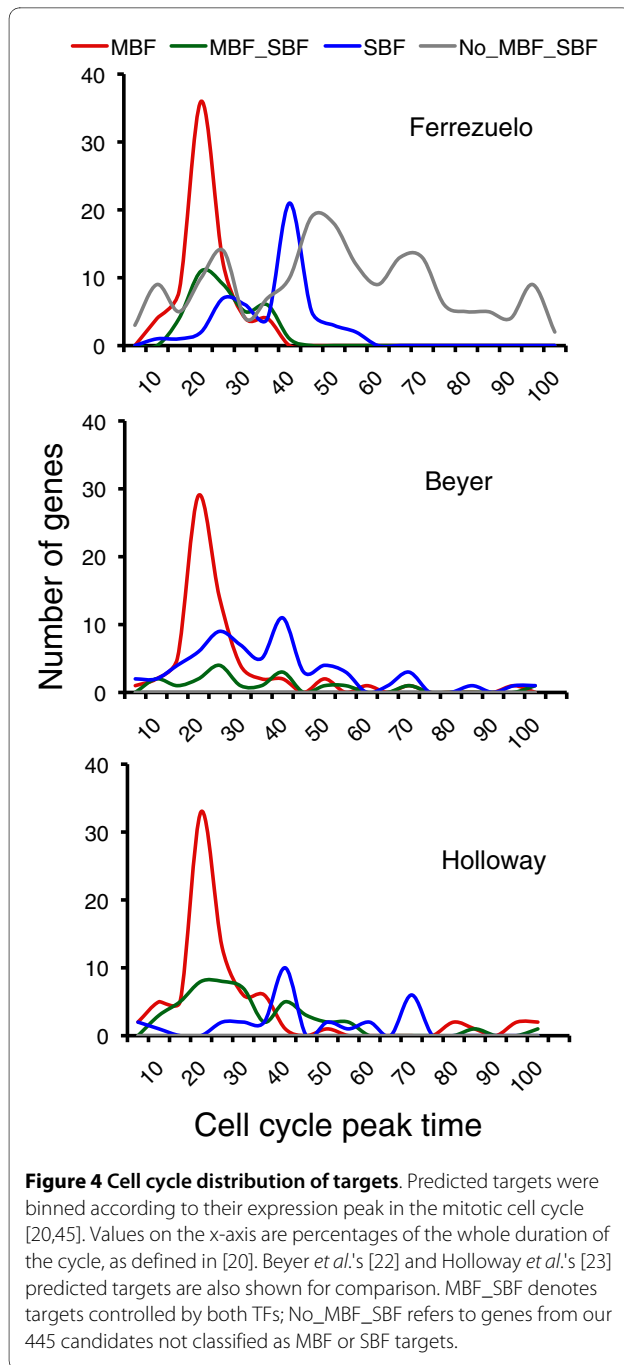 MBF MBF_SBF SBF No_MBF_SBF
40
Ferrezuelo
30
20
10
0
10 20 30 40 50 60 70 80 90 100
40
Beyer
30
20
10
0
10 20 30 40 50 60 70 80 90 100
Number of genes
40
Holloway
30
20
10
0
10 20 30 40 50 60 70 80 90 100
Cell cycle peak time
Figure 4 Cell cycle distribution of targets. Predicted targets were
binned according to their expression peak in the mitotic cell cycle
[20,45]. Values on the x-axis are percentages of the whole duration of
the cycle, as defined in [20]. Beyer et al.'s [22] and Holloway et al.'s [23]
predicted targets are also shown for comparison. MBF_SBF denotes
targets controlled by both TFs; No_MBF_SBF refers to genes from our
445 candidates not classified as MBF or SBF targets.